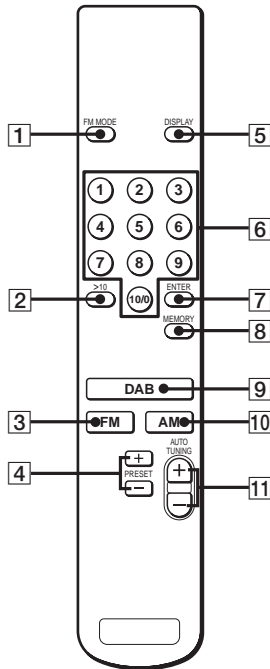 FM MODE DISPLAY
1 5
1 2 3
4 5 6
6
7 8 9
>10 10/0 ENTER
2 7
MEMORY
8
DAB 9
3 FM AM 10
AUTO
TUNING
4 + PRESET − + − 11